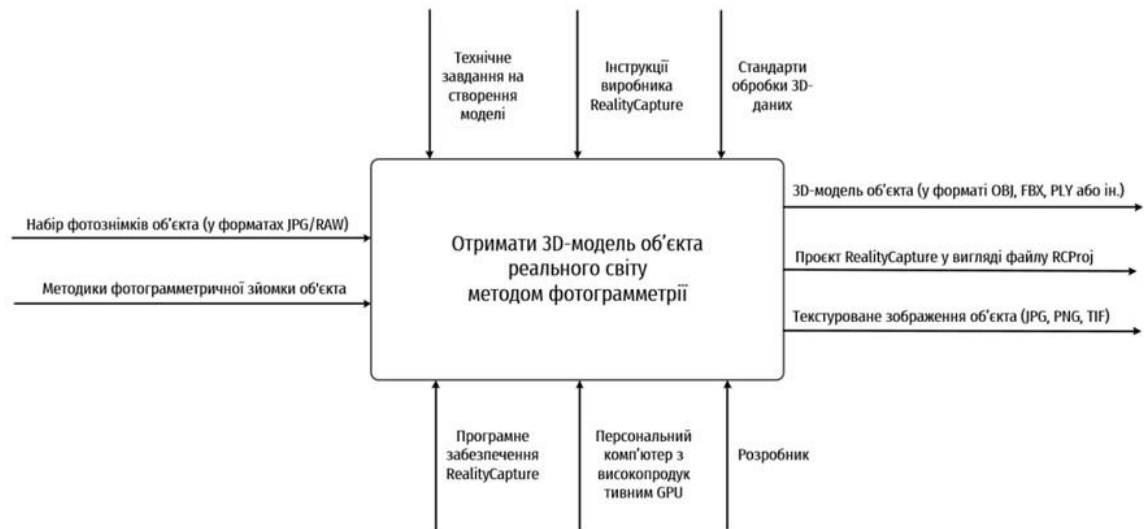 Технічне
завдання на
створення
моделі
Інструкції
виробника
RealityCapture
Стандарти
обробки 3D-
даних
Набір фотознімків об'єкта (у форматах JPG/RAW)
Методики фотограмметричної зйомки об'єкта
Отримати 3D-модель об'єкта
реального світу
методом фотограмметрії
3D-модель об'єкта (у форматі OBJ, FBX, PLY або ін.)
Проєкт RealityCapture у вигляді файлу RCProj
Текстуроване зображення об'єкта (JPG, PNG, TIF)
Програмне
забезпечення
RealityCapture
Персональний
комп'ютер з
високопродук
тивним GPU
Розробник